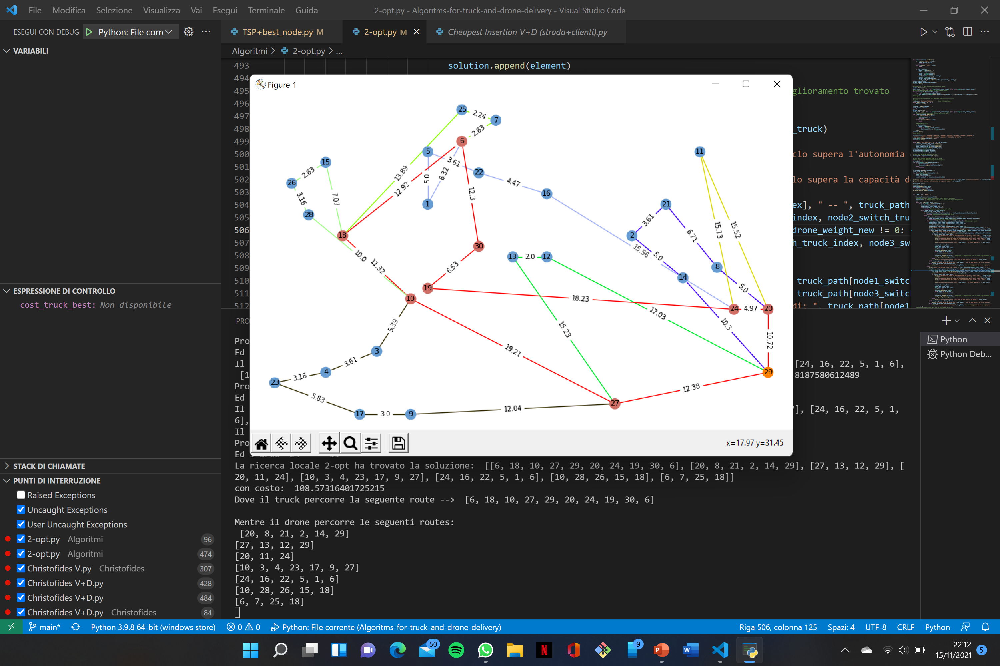 File Modifica Selezione Visualizza Vai Esegui Terminale Guida
2-opt.py - Algoritms-for-truck-and-drone-delivery - Visual Studio Code
ESEGUI CON DEBUG Python: File corre
TSP+best_node.py M
2-opt.py M
Cheapest Insertion V+D (strada+clienti).py
VARIABILI
Algoritmi > 2-opt.py > ...
493 solution.append(element)
494
495 glioramento trovato
496
497
498 _truck)
499
500 clo supera l'autonomia
501
502 lo supera la capacità d
503
504 ex], " -- ", truck_path
505 index, node2_switch_tru
506 drone_weight_new != 0:
507 h_truck_index, node3_sw
508
509
510 truck_path[node1_switc
511 truck_path[node3_switc
512 di: ", truck_path[node1
Figure 1
25
2.24
7
2.83
6
5
3.61
11
15
2.83
13.89
6.32
22
26
5.0
4.47
12.92
12.3
16
3.16
7.07
1
21
28
3.61
15.13
15.52
18
2
6.71
30
10.0
15.56
5.0
13
2.0
12
11.32
6.53
8
14
19
5.0
10
18.23
24
4.97
20
17.03
5.39
15.23
10.3
10.72
3
19.21
3.61
4
29
3.16
23
12.38
5.83
27
12.04
17
3.0
9
x=17.97 y=31.45
ESPRESSIONE DI CONTROLLO
cost_truck_best: Non disponibile
STACK DI CHIAMATE
PUNTI DI INTERRUZIONE
Raised Exceptions
Uncaught Exceptions
User Uncaught Exceptions
2-opt.py Algoritmi 96
2-opt.py Algoritmi 474
Christofides V.py Christofides 307
Christofides V+D.py 428
Christofides V+D.py 484
Christofides V+D.py Christofides 84
PRO
Python
Python Deb...
Pro
Ed
Il [24, 16, 22, 5, 1, 6],
[1 8187580612489
Pro
Ed
Il 7], [24, 16, 22, 5, 1,
6],
Il
Pro
Ed
La ricerca locale 2-opt ha trovato la soluzione: [[6, 18, 10, 27, 29, 20, 24, 19, 30, 6], [20, 8, 21, 2, 14, 29], [27, 13, 12, 29], [
20, 11, 24], [10, 3, 4, 23, 17, 9, 27], [24, 16, 22, 5, 1, 6], [10, 28, 26, 15, 18], [6, 7, 25, 18]]
con costo: 108.57316401725215
Dove il truck percorre la seguente route --> [6, 18, 10, 27, 29, 20, 24, 19, 30, 6]
Mentre il drone percorre le seguenti routes:
[20, 8, 21, 2, 14, 29]
[27, 13, 12, 29]
[20, 11, 24]
[10, 3, 4, 23, 17, 9, 27]
[24, 16, 22, 5, 1, 6]
[10, 28, 26, 15, 18]
[6, 7, 25, 18]
main* Python 3.9.8 64-bit (windows store) 0 0 Python: File corrente (Algoritms-for-truck-and-drone-delivery)
Riga 506, colonna 125 Spazi: 4 UTF-8 CRLF Python
50
N
9
P
W
22:12
15/11/2021
5